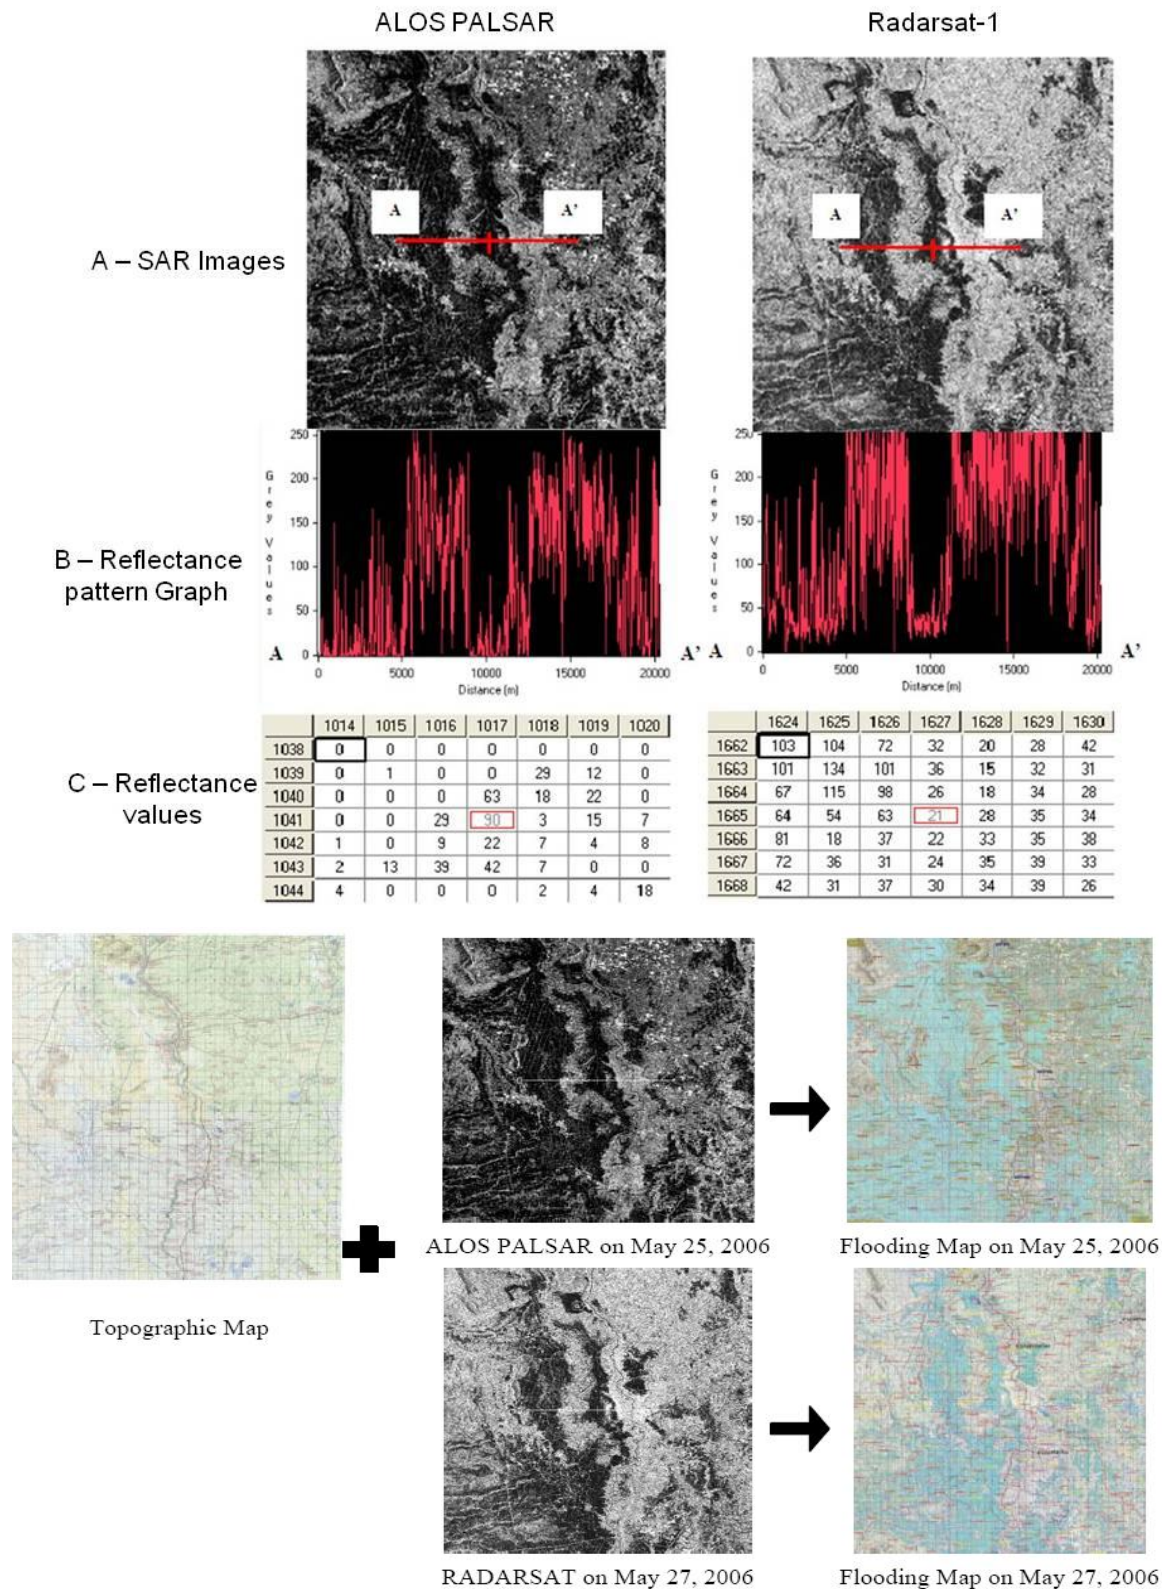 ALOS PALSAR
Radarsat-1
A – SAR Images
A
A'
A
A'
B – Reflectance
pattern Graph
Grey Values
250
200
150
100
50
0
A
A'
0 5000 10000 15000 20000
Distance (m)
Grey Values
250
200
150
100
50
0
A
A'
0 5000 10000 15000 20000
Distance (m)
C – Reflectance
values
1014 1015 1016 1017 1018 1019 1020
1038 0 0 0 0 0 0 0
1039 0 1 0 0 29 12 0
1040 0 0 0 63 18 22 0
1041 0 0 29 90 3 15 7
1042 1 0 9 22 7 4 8
1043 2 13 39 42 7 0 0
1044 4 0 0 0 2 4 18
1624 1625 1626 1627 1628 1629 1630
1662 103 104 72 32 20 28 42
1663 101 134 101 36 15 32 31
1664 67 115 98 26 18 34 28
1665 64 54 63 21 28 35 34
1666 81 18 37 22 33 35 38
1667 72 36 31 24 35 39 33
1668 42 31 37 30 34 39 26
Topographic Map
ALOS PALSAR on May 25, 2006
Flooding Map on May 25, 2006
RADARSAT on May 27, 2006
Flooding Map on May 27, 2006